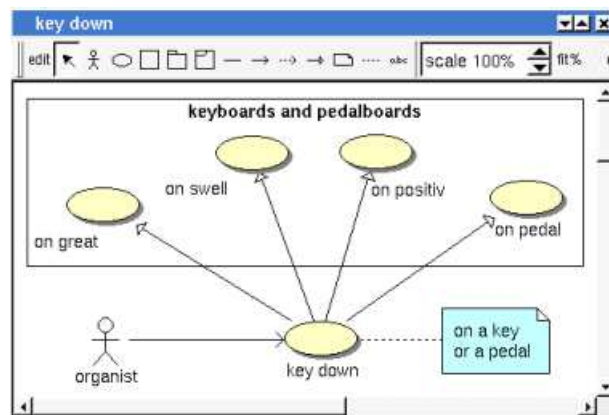 key down
edit
abc
scale 100%
fit%
keyboards and pedalboards
on swell
on positiv
on great
on pedal
organist
key down
on a key
or a pedal